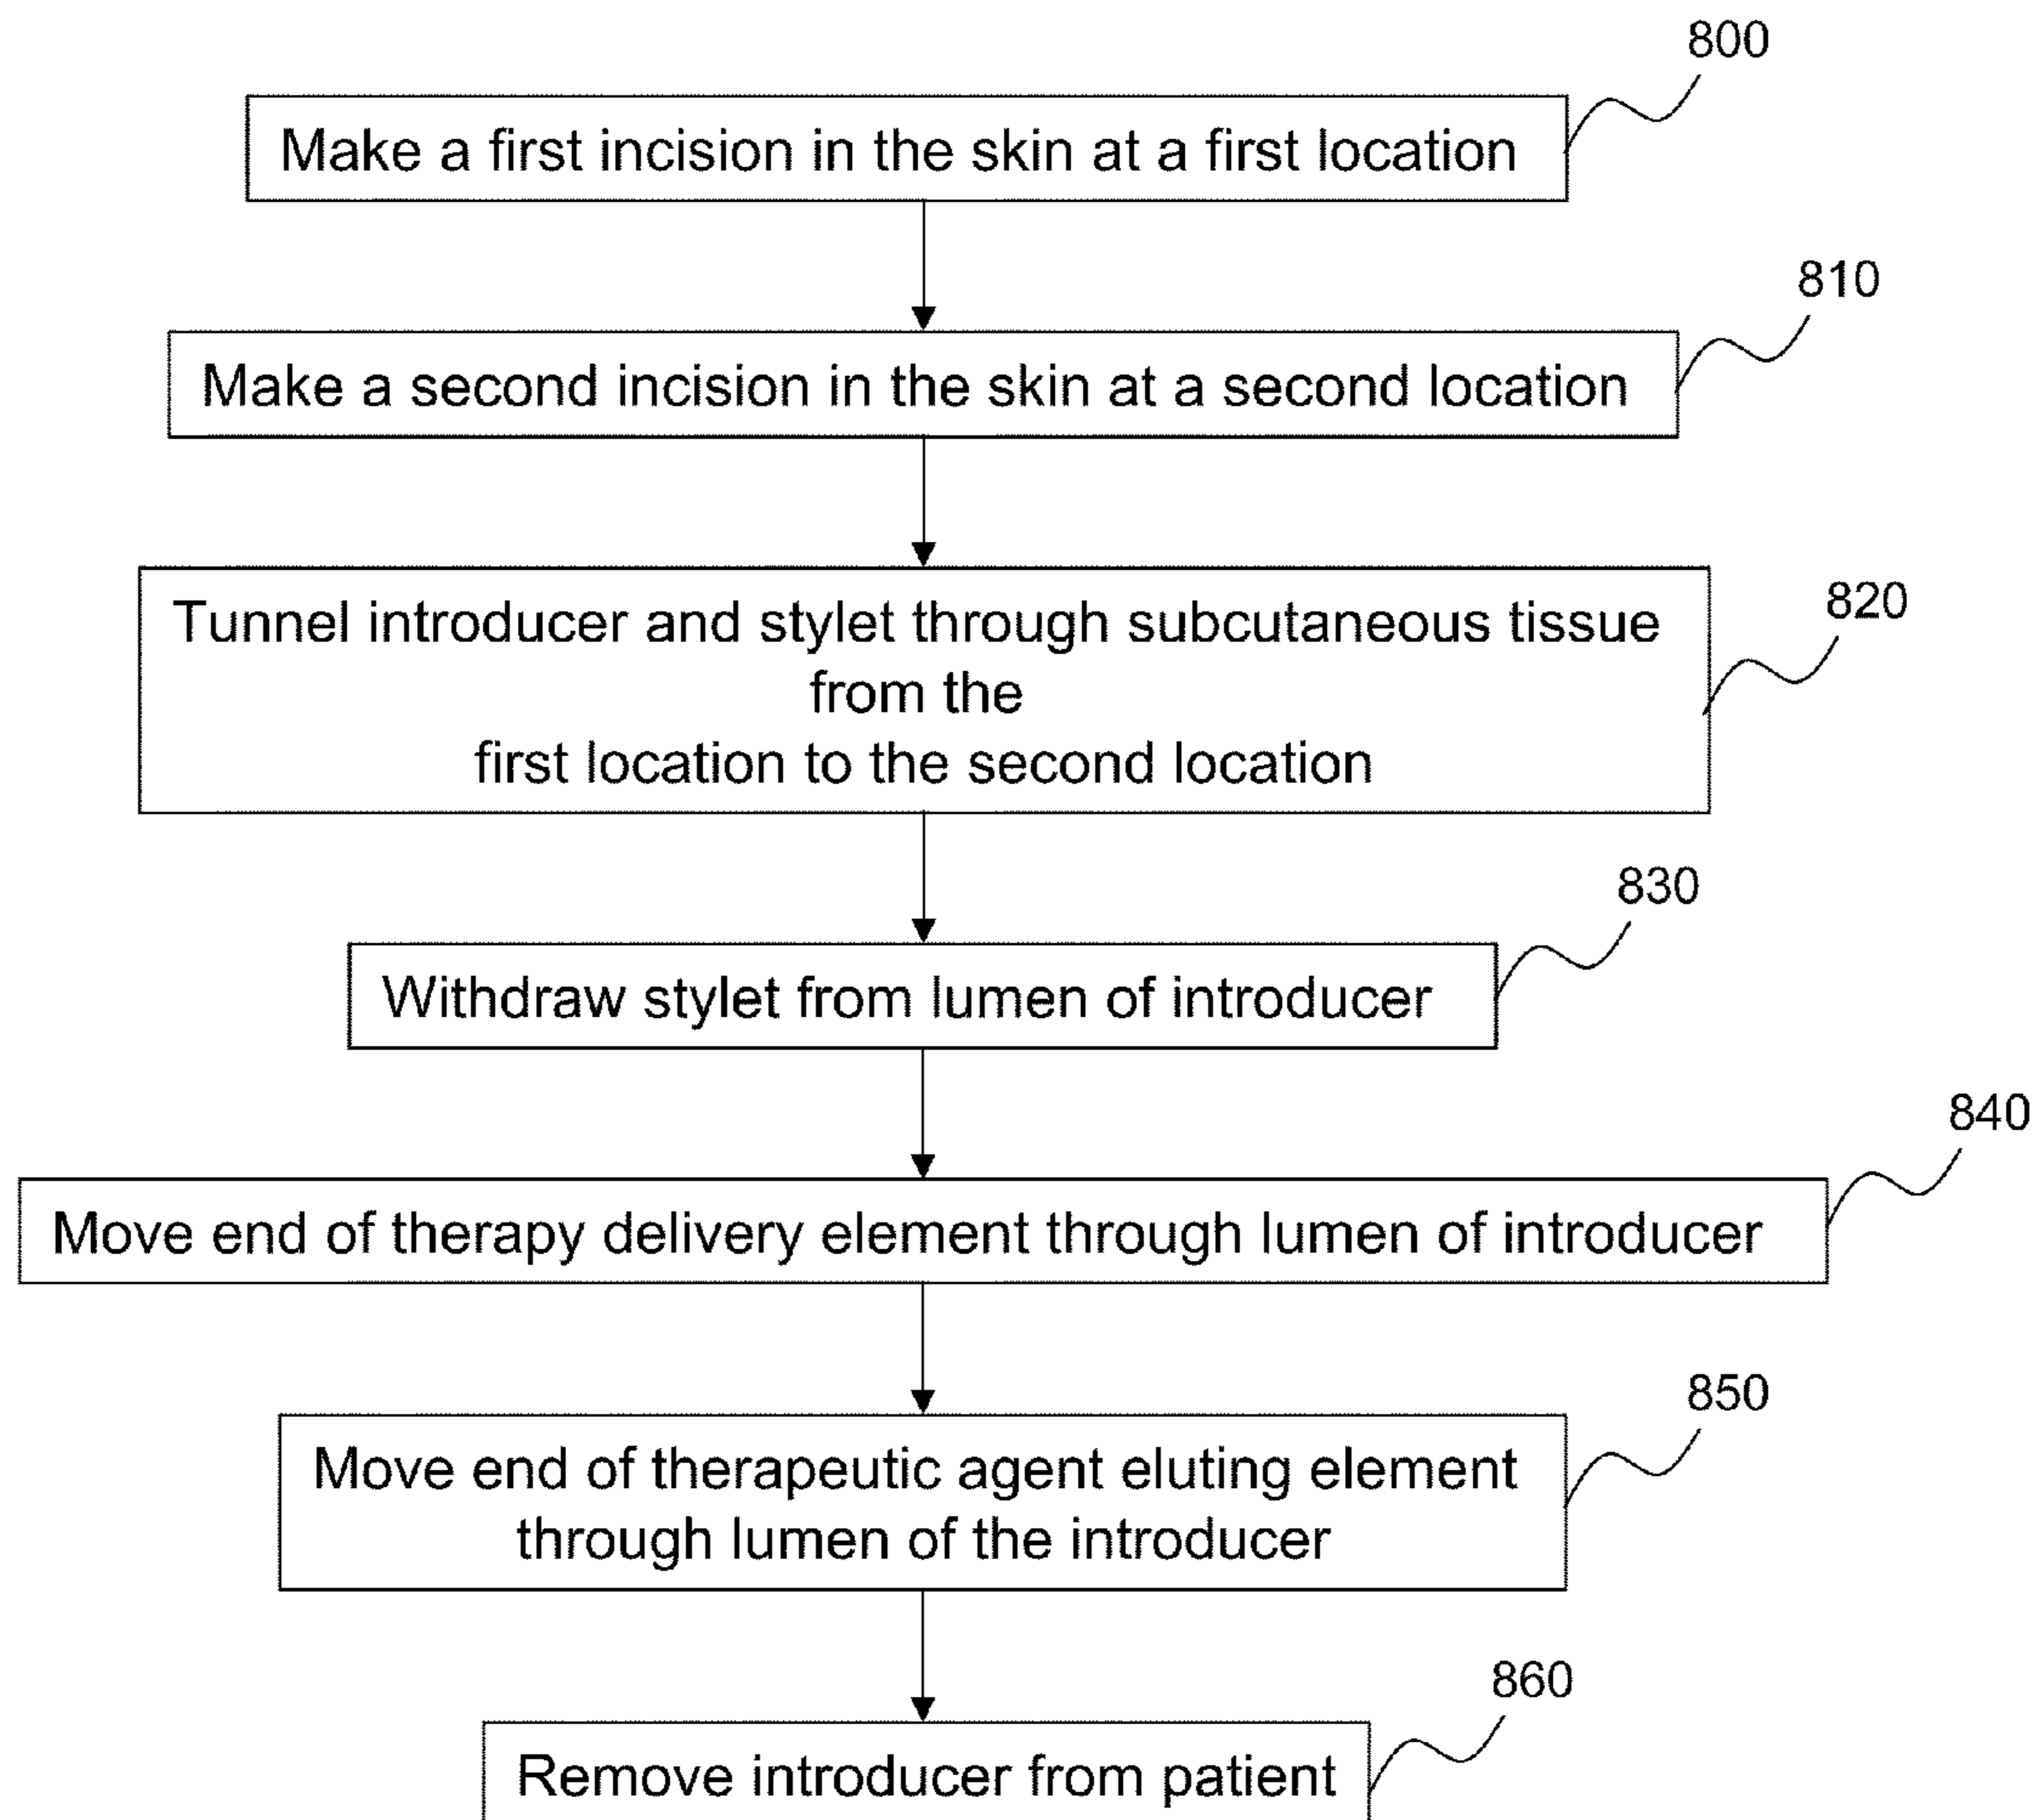 800
Make a first incision in the skin at a first location
810
Make a second incision in the skin at a second location
820
Tunnel introducer and stylet through subcutaneous tissue
from the
first location to the second location
830
Withdraw stylet from lumen of introducer
840
Move end of therapy delivery element through lumen of introducer
850
Move end of therapeutic agent eluting element
through lumen of the introducer
860
Remove introducer from patient